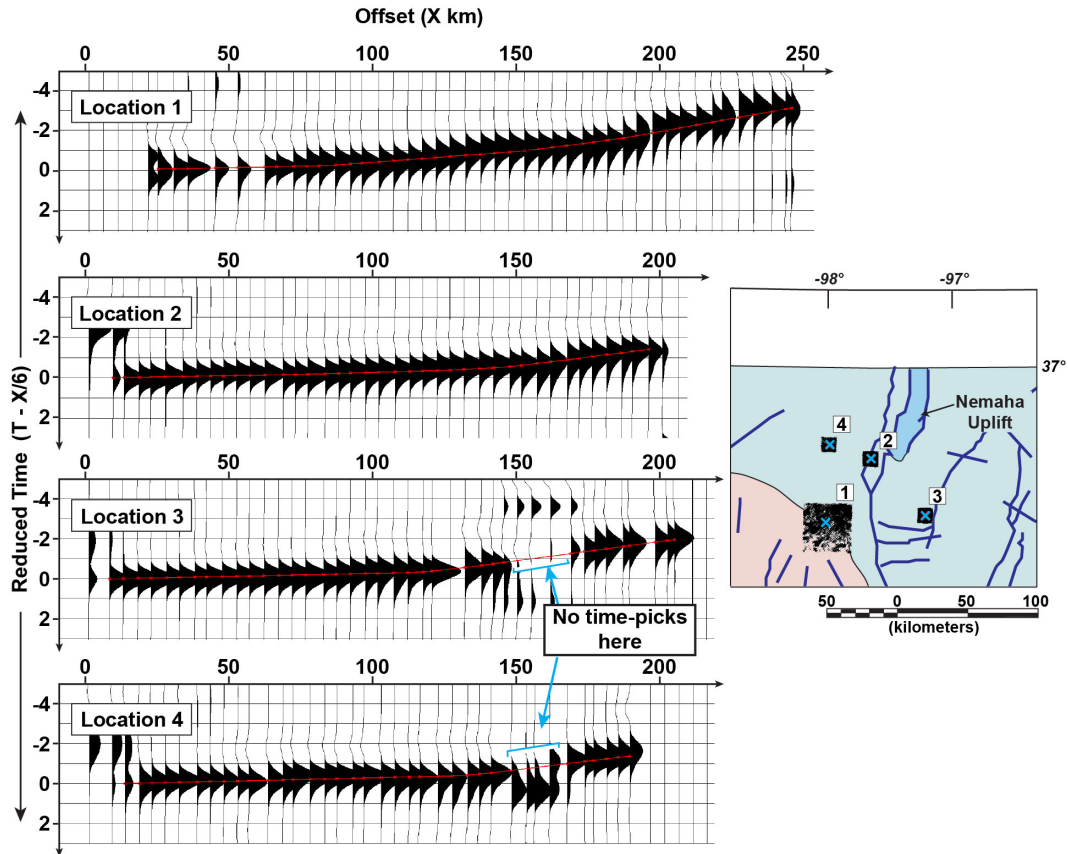 Offset (X km)
0 50 100 150 200 250
-4
-2
0
2
Location 1
0 50 100 150 200
-4
-2
0
2
Location 2
0 50 100 150 200
-4
-2
0
2
Location 3
No time-picks
here
0 50 100 150 200
-4
-2
0
2
Location 4
Reduced Time (T - X/6)
-98° -97°
37°
Nemaha
Uplift
4
2
1
3
50 0 50 100
(kilometers)